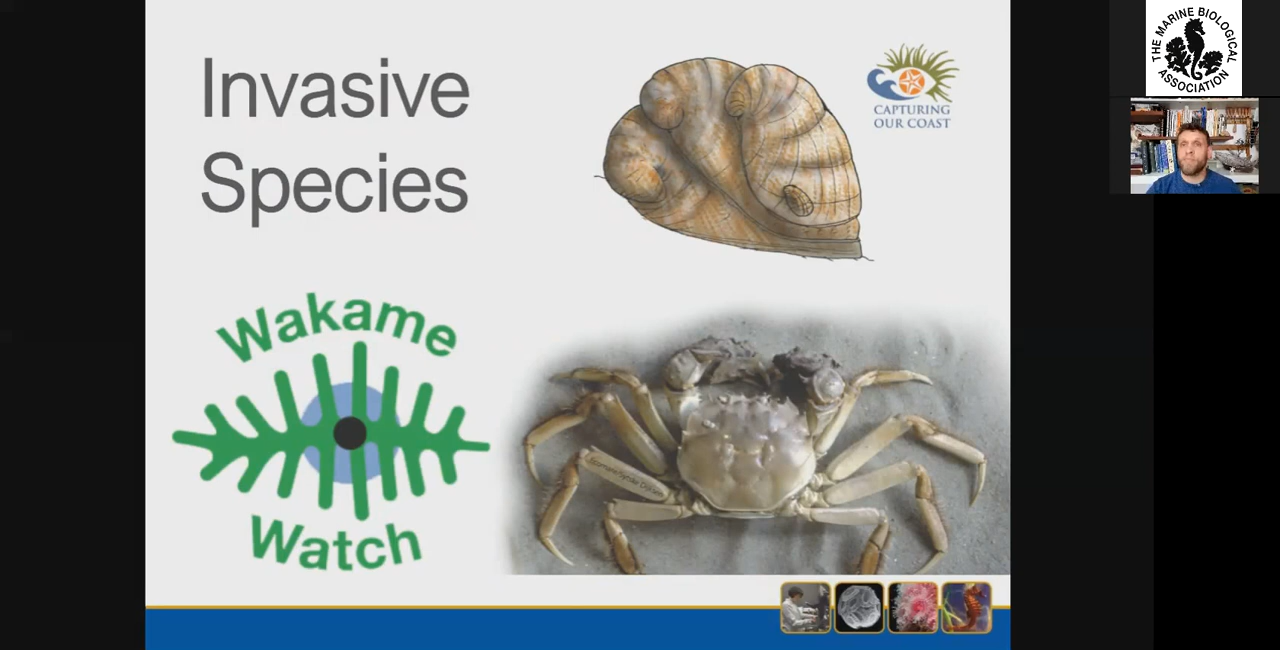 Invasive
Species
CAPTURING
OUR COAST
Wakame
Watch
THE MARINE BIOLOGICAL
ASSOCIATION